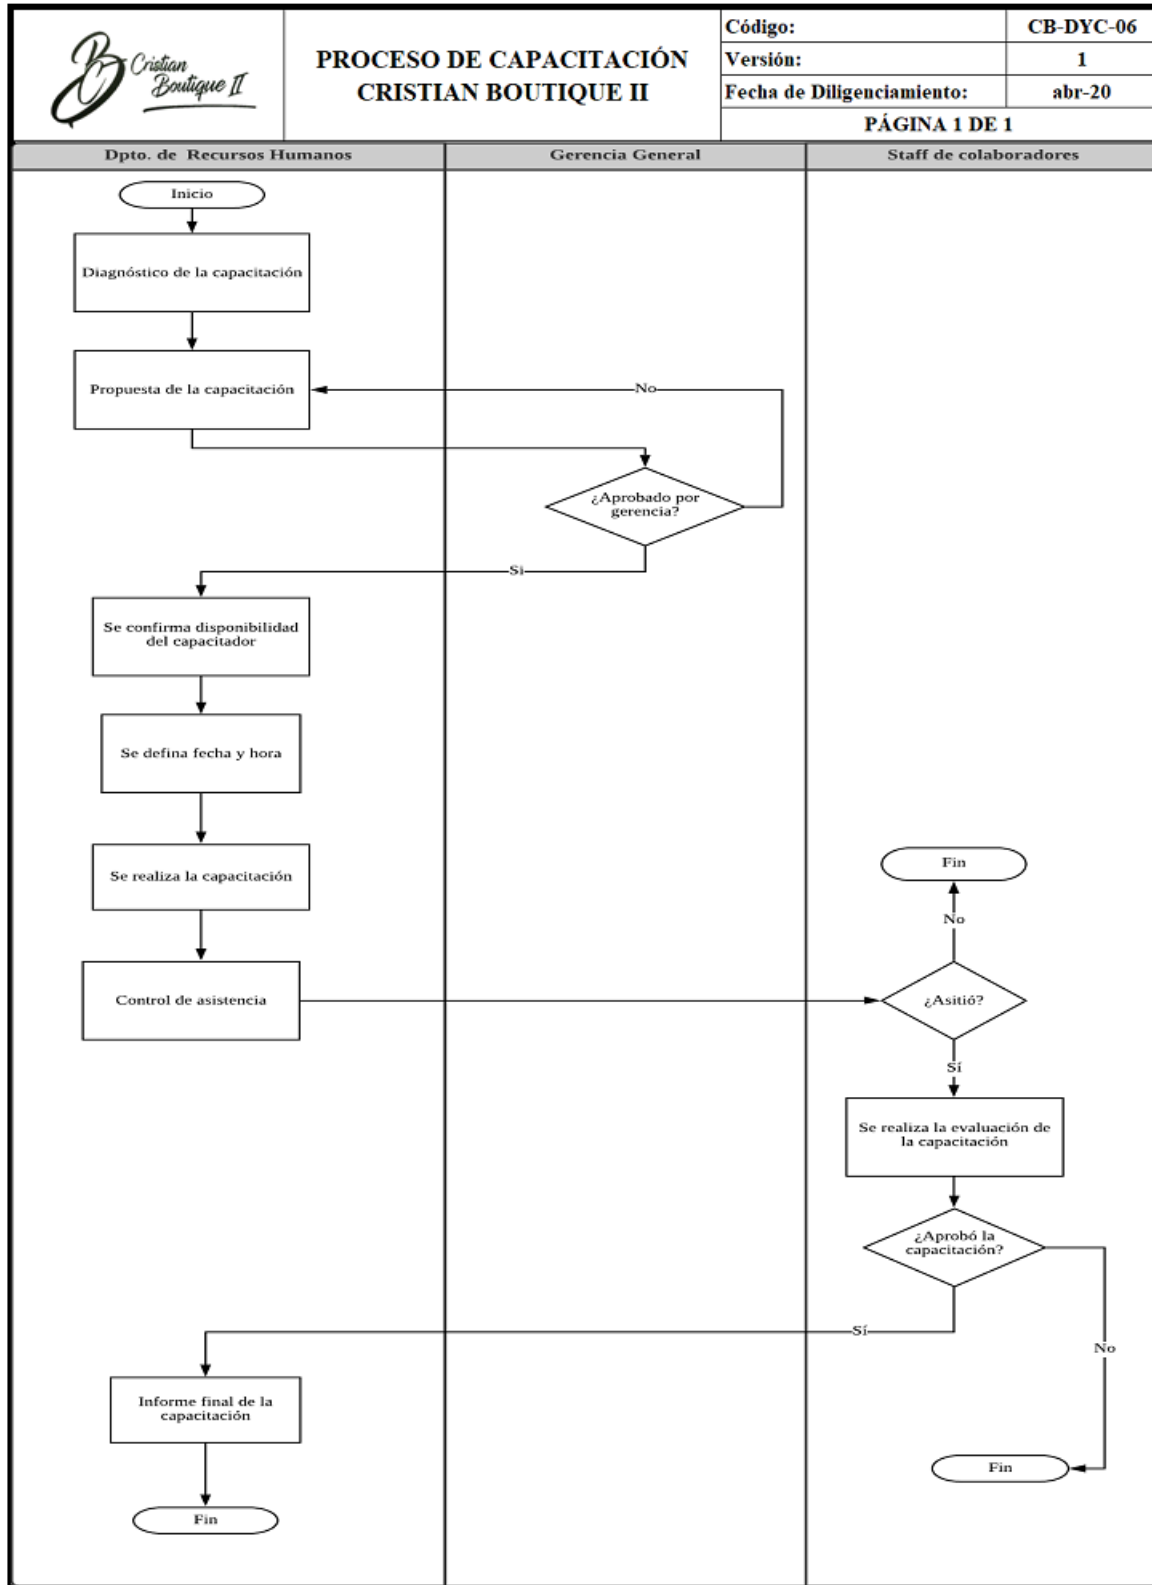 Cristian
Boutique II
PROCESO DE CAPACITACIÓN
CRISTIAN BOUTIQUE II
Código: CB-DYC-06
Versión: 1
Fecha de Diligenciamiento: abr-20
PÁGINA 1 DE 1
Dpto. de Recursos Humanos
Gerencia General
Staff de colaboradores
Inicio
Diagnóstico de la capacitación
Propuesta de la capacitación
No
¿Aprobado por
gerencia?
Si
Se confirma disponibilidad
del capacitador
Se defina fecha y hora
Se realiza la capacitación
Fin
No
Control de asistencia
¿Asitió?
Sí
Se realiza la evaluación de
la capacitación
¿Aprobó la
capacitación?
Sí
No
Informe final de la
capacitación
Fin
Fin